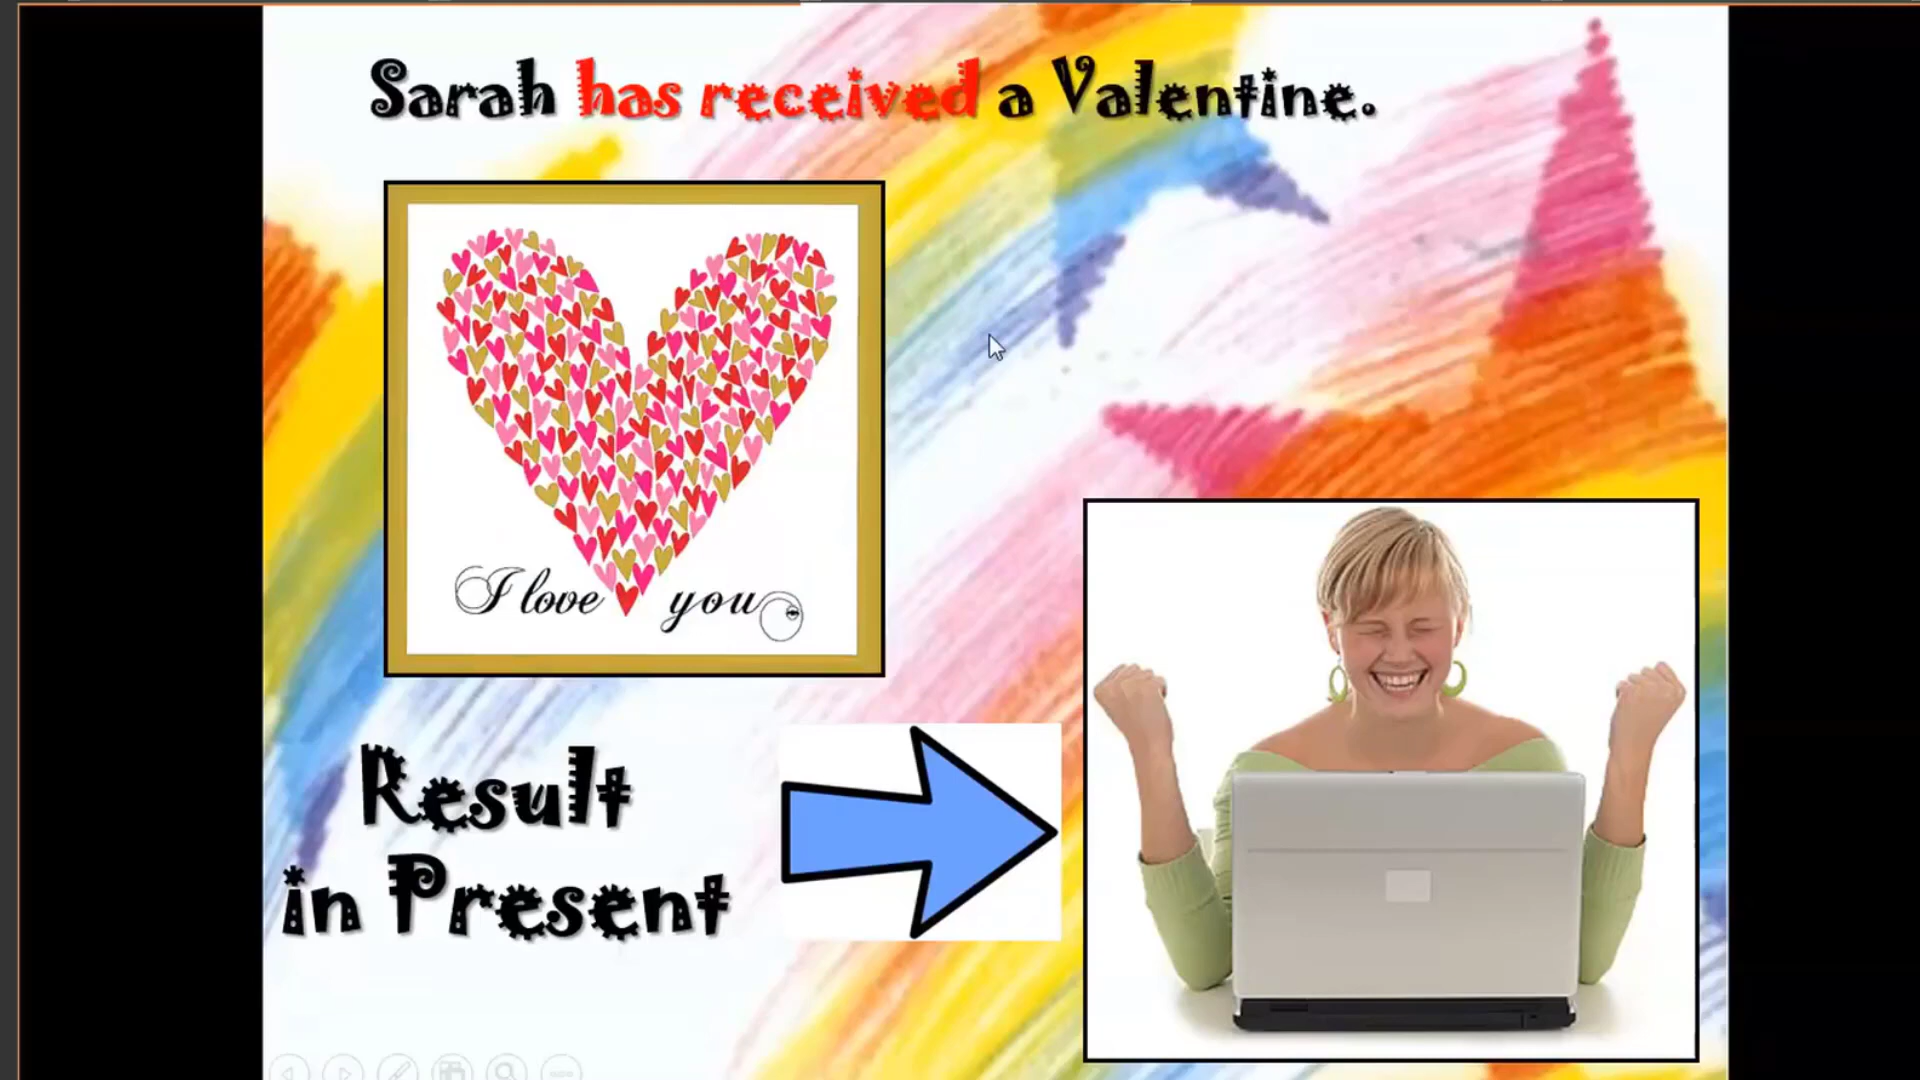 Sarah has received a Valentine.
I love you
Result
in Present